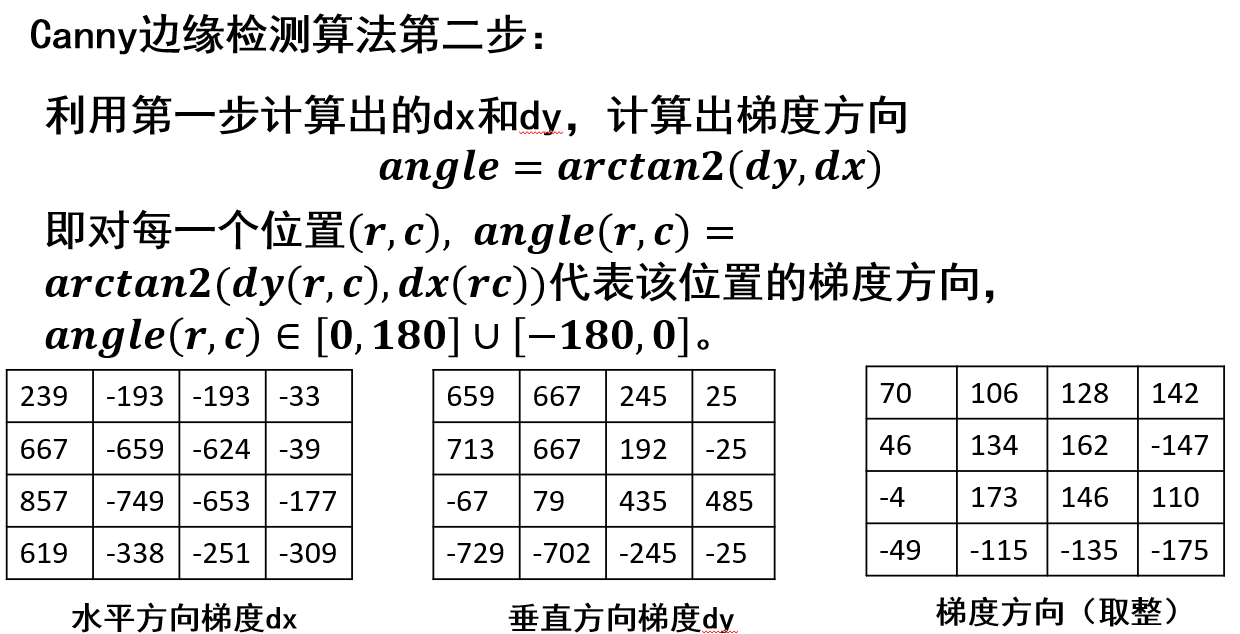 Canny边缘检测算法第二步：
利用第一步计算出的dx和dy，计算出梯度方向
angle = arctan2(dy, dx)
即对每一个位置(r, c), angle(r, c) =
arctan2(dy(r, c), dx(rc))代表该位置的梯度方向，
angle(r, c) ∈ [0, 180] ∪ [−180, 0]。
239 -193 -193 -33
667 -659 -624 -39
857 -749 -653 -177
619 -338 -251 -309
水平方向梯度dx
659 667 245 25
713 667 192 -25
-67 79 435 485
-729 -702 -245 -25
垂直方向梯度dy
70 106 128 142
46 134 162 -147
-4 173 146 110
-49 -115 -135 -175
梯度方向（取整）